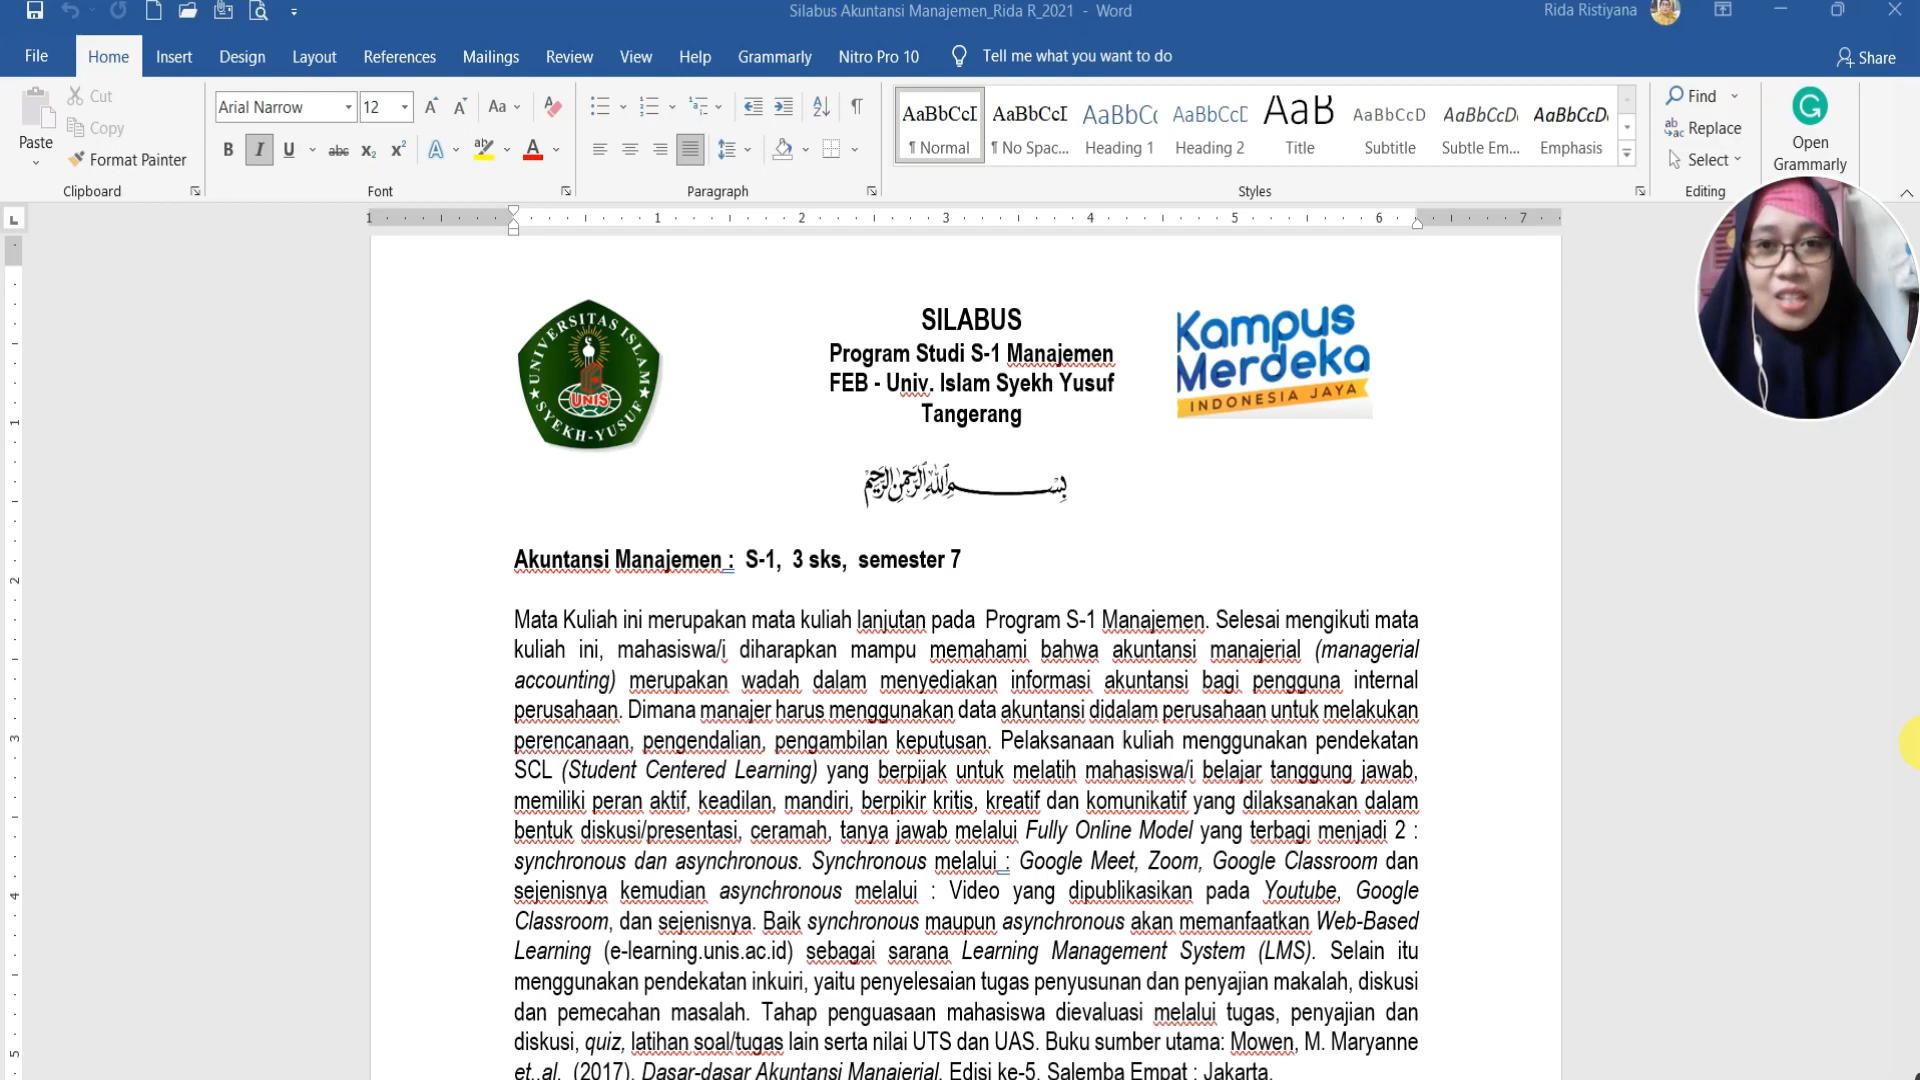 Silabus Akuntansi Manajemen_Rida R_2021 - Word
Rida Ristiyana
File
Home
Insert
Design
Layout
References
Mailings
Review
View
Help
Grammarly
Nitro Pro 10
Tell me what you want to do
Share
Paste
Cut
Copy
Format Painter
Clipboard
Arial Narrow
12
Font
Paragraph
AaBbCcI
¶ Normal
AaBbCcI
¶ No Spac...
AaBbC(
Heading 1
AaBbCcE
Heading 2
AaB
Title
AaBbCcD
Subtitle
AaBbCcD
Subtle Em...
AaBbCcD
Emphasis
Styles
Find
Replace
Select
Editing
Open
Grammarly
1 1 2 3 4 5 6 7
UNIVERSITAS ISLAM
UNIS
SYEKH-YUSUF
SILABUS
Program Studi S-1 Manajemen
FEB - Univ. Islam Syekh Yusuf
Tangerang
Kampus
Merdeka
INDONESIA JAYA
بسم الله الرحمن الرحيم
Akuntansi Manajemen : S-1, 3 sks, semester 7
Mata Kuliah ini merupakan mata kuliah lanjutan pada Program S-1 Manajemen. Selesai mengikuti mata
kuliah ini, mahasiswa/i diharapkan mampu memahami bahwa akuntansi manajerial (managerial
accounting) merupakan wadah dalam menyediakan informasi akuntansi bagi pengguna internal
perusahaan. Dimana manajer harus menggunakan data akuntansi didalam perusahaan untuk melakukan
perencanaan, pengendalian, pengambilan keputusan. Pelaksanaan kuliah menggunakan pendekatan
SCL (Student Centered Learning) yang berpijak untuk melatih mahasiswa/i belajar tanggung jawab,
memiliki peran aktif, keadilan, mandiri, berpikir kritis, kreatif dan komunikatif yang dilaksanakan dalam
bentuk diskusi/presentasi, ceramah, tanya jawab melalui Fully Online Model yang terbagi menjadi 2 :
synchronous dan asynchronous. Synchronous melalui : Google Meet, Zoom, Google Classroom dan
sejenisnya kemudian asynchronous melalui : Video yang dipublikasikan pada Youtube, Google
Classroom, dan sejenisnya. Baik synchronous maupun asynchronous akan memanfaatkan Web-Based
Learning (e-learning.unis.ac.id) sebagai sarana Learning Management System (LMS). Selain itu
menggunakan pendekatan inkuiri, yaitu penyelesaian tugas penyusunan dan penyajian makalah, diskusi
dan pemecahan masalah. Tahap penguasaan mahasiswa dievaluasi melalui tugas, penyajian dan
diskusi, quiz, latihan soal/tugas lain serta nilai UTS dan UAS. Buku sumber utama: Mowen, M. Maryanne
et..al. (2017). Dasar-dasar Akuntansi Manajerial. Edisi ke-5. Salemba Empat : Jakarta.